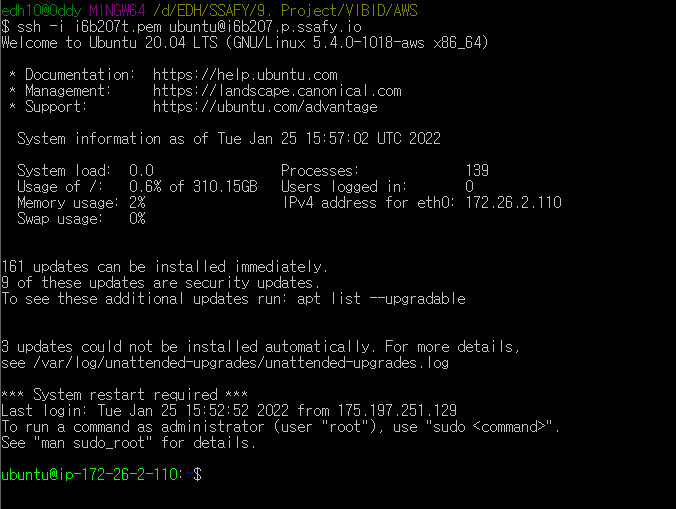 edh10@Oddy MINGW64 /d/EDH/SSAFY/9. Project/VIBID/AWS
$ ssh -i i6b207t.pem ubuntu@i6b207.p.ssafy.io
Welcome to Ubuntu 20.04 LTS (GNU/Linux 5.4.0-1018-aws x86_64)

 * Documentation:  https://help.ubuntu.com
 * Management:     https://landscape.canonical.com
 * Support:        https://ubuntu.com/advantage

  System information as of Tue Jan 25 15:57:02 UTC 2022

  System load:  0.0                Processes:             139
  Usage of /:   0.6% of 310.15GB   Users logged in:       0
  Memory usage: 2%                 IPv4 address for eth0: 172.26.2.110
  Swap usage:   0%

161 updates can be installed immediately.
9 of these updates are security updates.
To see these additional updates run: apt list --upgradable

3 updates could not be installed automatically. For more details,
see /var/log/unattended-upgrades/unattended-upgrades.log

*** System restart required ***
Last login: Tue Jan 25 15:52:52 2022 from 175.197.251.129
To run a command as administrator (user "root"), use "sudo <command>".
See "man sudo_root" for details.

ubuntu@ip-172-26-2-110:~$